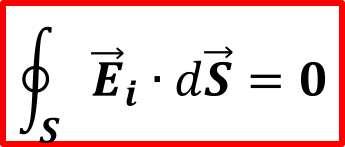 ∮_S E⃗_i · dS⃗ = 0